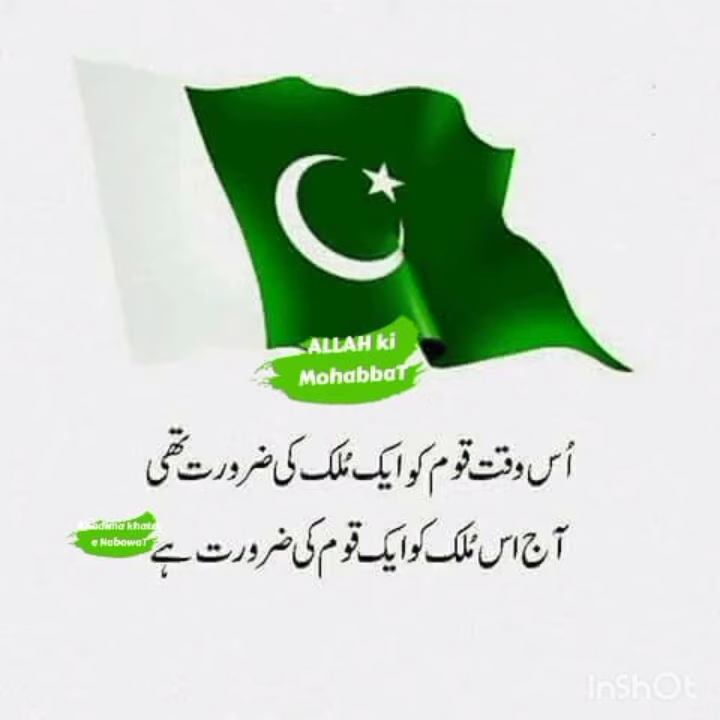 ALLAH ki
MohabbaT
اُس وقت قوم کو ایک مُلک کی ضرورت تھی
آج اس مُلک کو ایک قوم کی ضرورت ہے
e NabowaT
InShOt